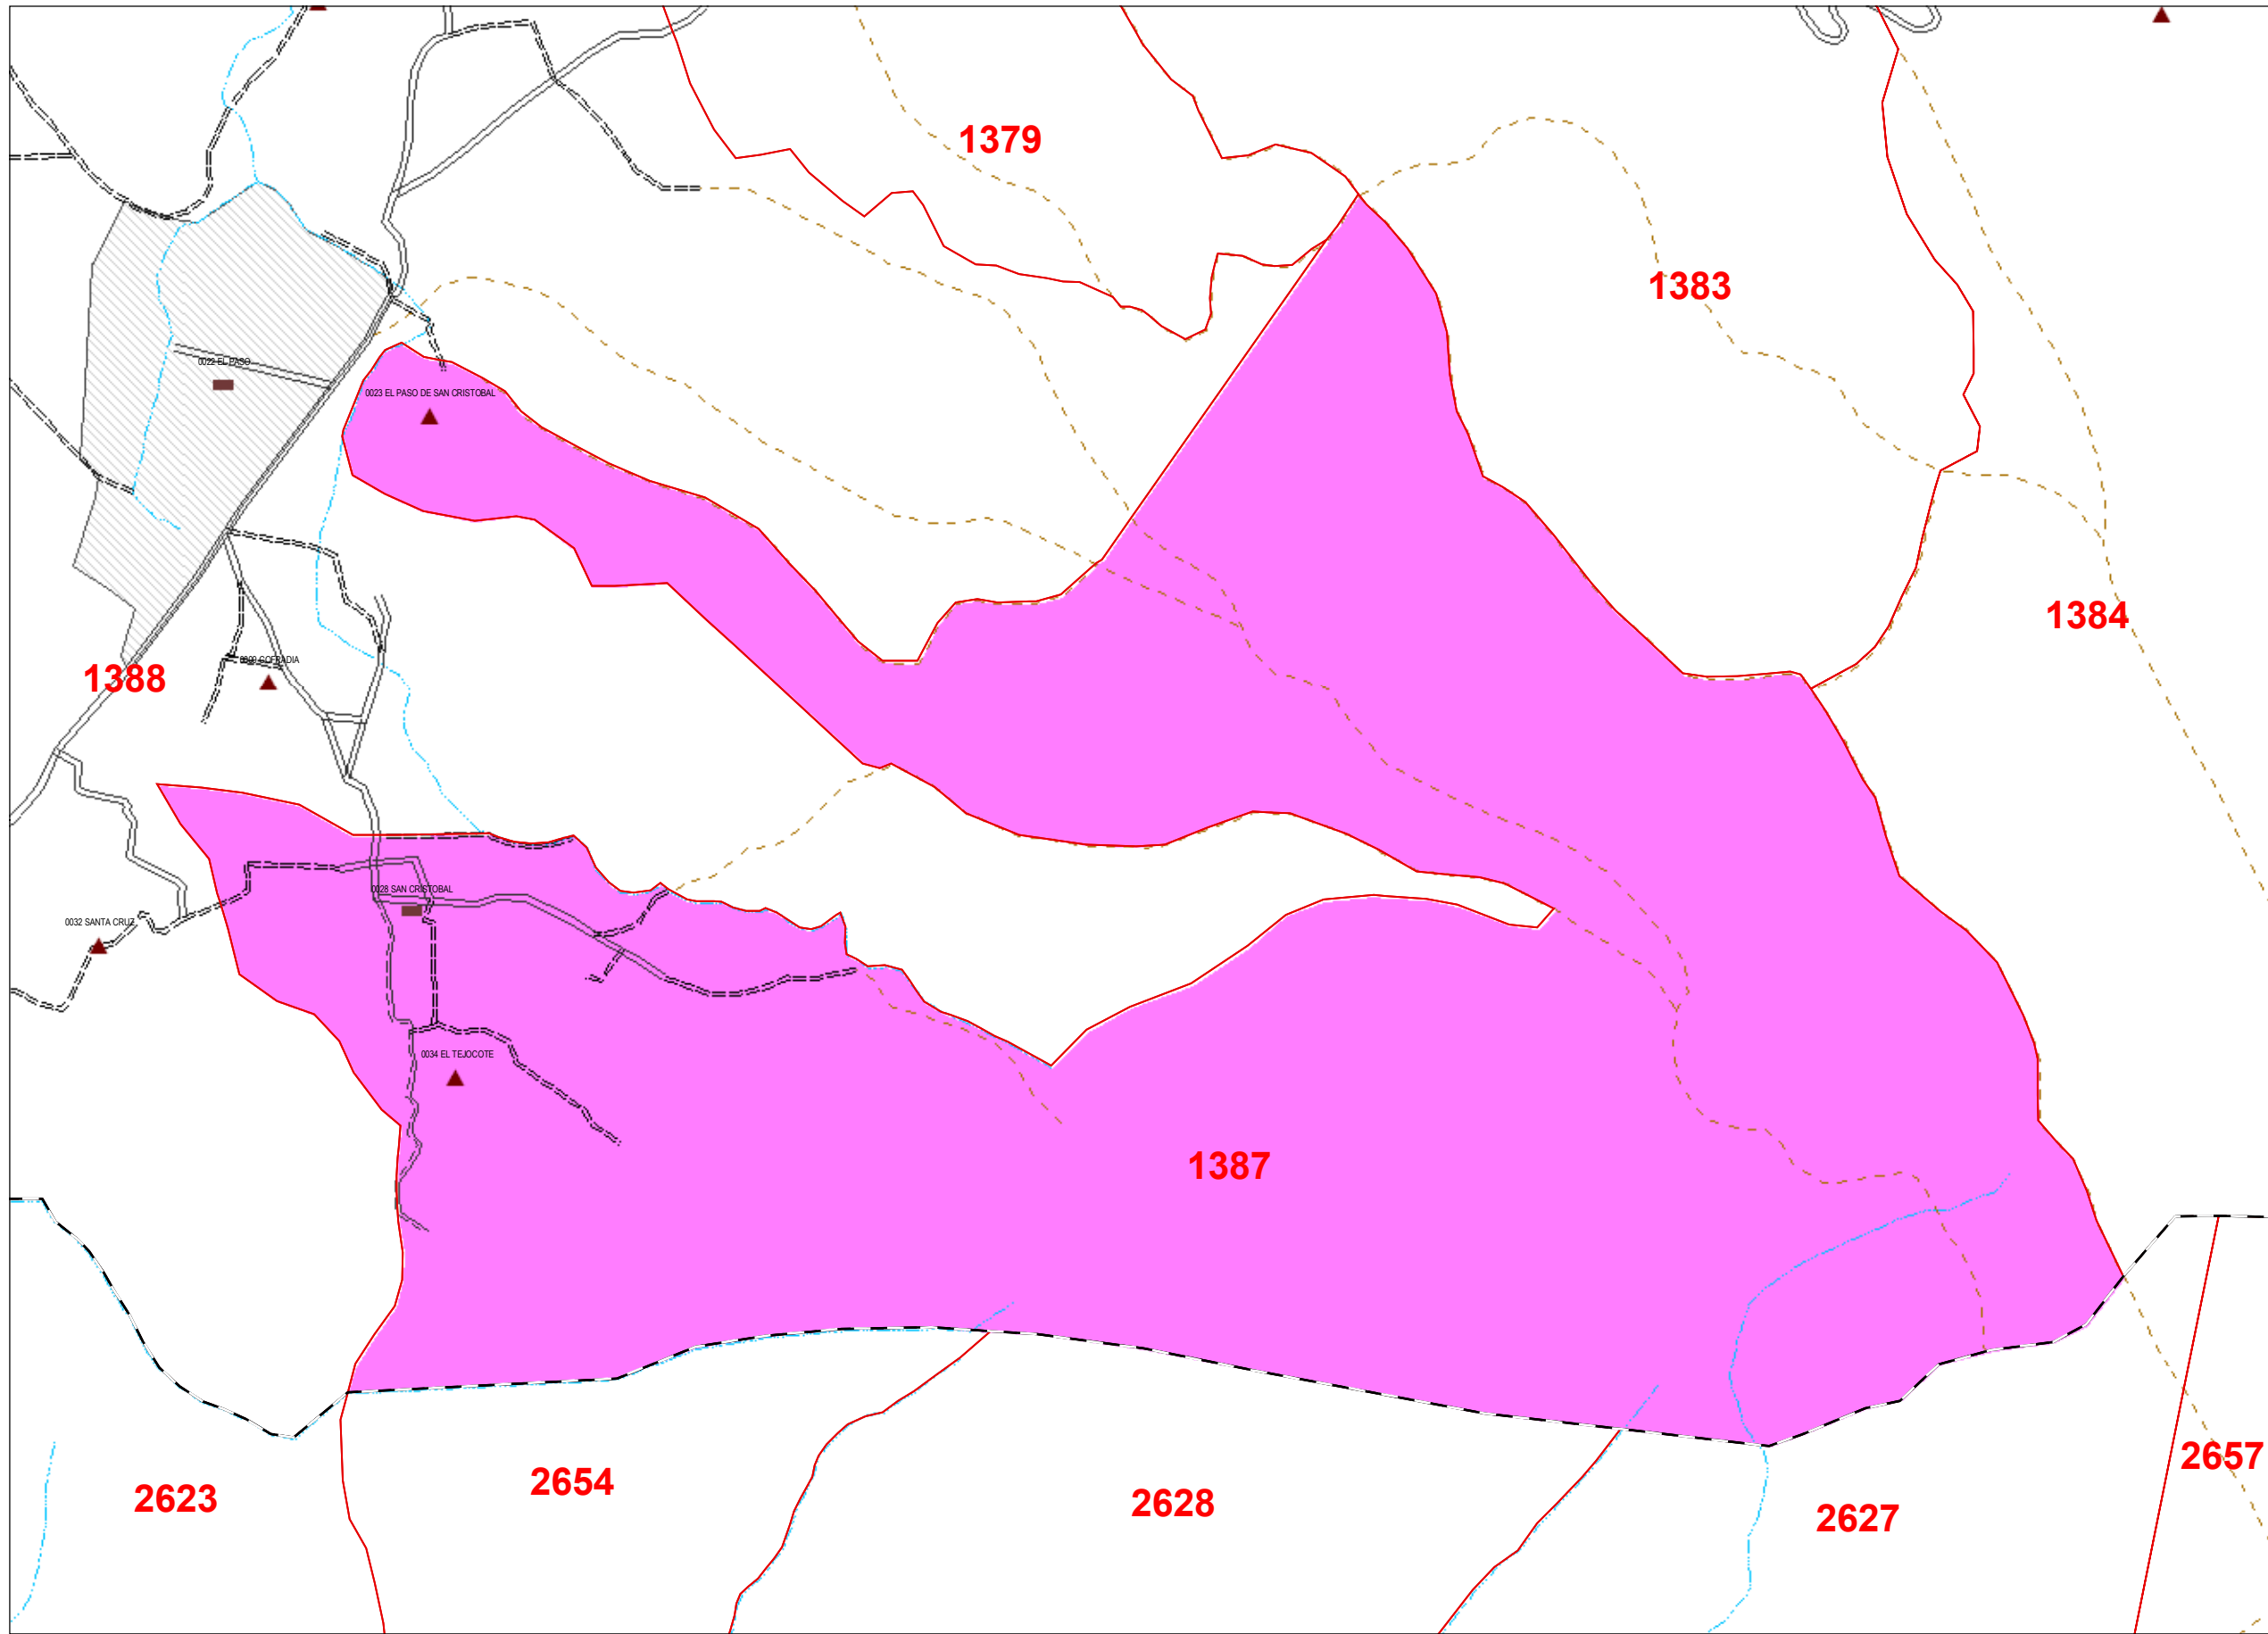 1379
1383
0022 EL PASO
0023 EL PASO DE SAN CRISTOBAL
1384
0009 COFRADIA
1388
0028 SAN CRISTOBAL
0032 SANTA CRUZ
0034 EL TEJOCOTE
1387
2657
2654
2623
2628
2627